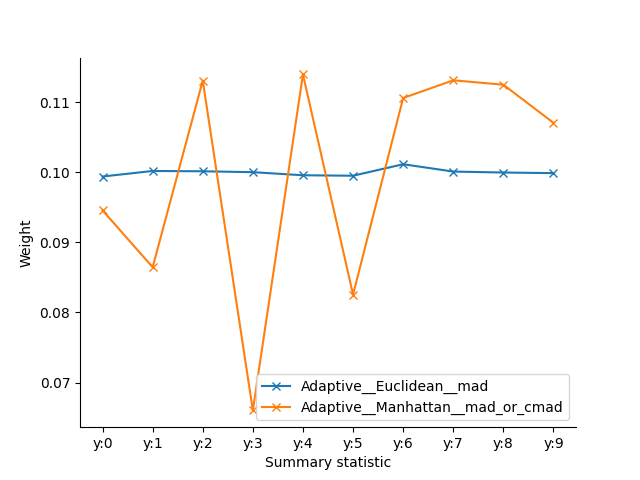 0.11
0.10
0.09
0.08
0.07
Weight
Adaptive__Euclidean__mad
Adaptive__Manhattan__mad_or_cmad
y:0 y:1 y:2 y:3 y:4 y:5 y:6 y:7 y:8 y:9
Summary statistic